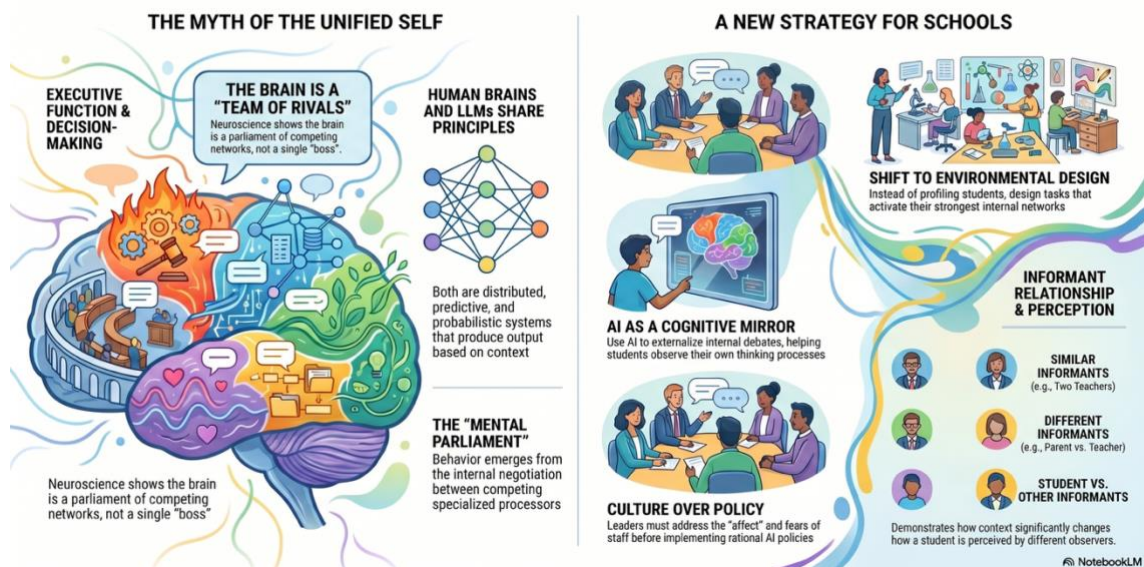 THE MYTH OF THE UNIFIED SELF
EXECUTIVE
FUNCTION &
DECISION-
MAKING
THE BRAIN IS A
"TEAM OF RIVALS"
Neuroscience shows the brain
is a parliament of competing
networks, not a single "boss".
HUMAN BRAINS
AND LLMs SHARE
PRINCIPLES
Both are distributed,
predictive, and
probabilistic systems
that produce output
based on context
THE "MENTAL
PARLIAMENT"
Behavior emerges from
the internal negotiation
between competing
specialized processors
Neuroscience shows the brain
is a parliament of competing
networks, not a single "boss"
A NEW STRATEGY FOR SCHOOLS
SHIFT TO ENVIRONMENTAL DESIGN
Instead of profiling students, design tasks that
activate their strongest internal networks
AI AS A COGNITIVE MIRROR
Use AI to externalize internal debates, helping
students observe their own thinking processes
CULTURE OVER POLICY
Leaders must address the "affect" and fears of
staff before implementing rational AI policies
INFORMANT
RELATIONSHIP
& PERCEPTION
SIMILAR
INFORMANTS
(e.g., Two Teachers)
DIFFERENT
INFORMANTS
(e.g., Parent vs. Teacher)
STUDENT VS.
OTHER INFORMANTS
Demonstrates how context significantly changes
how a student is perceived by different observers.
NotebookLM